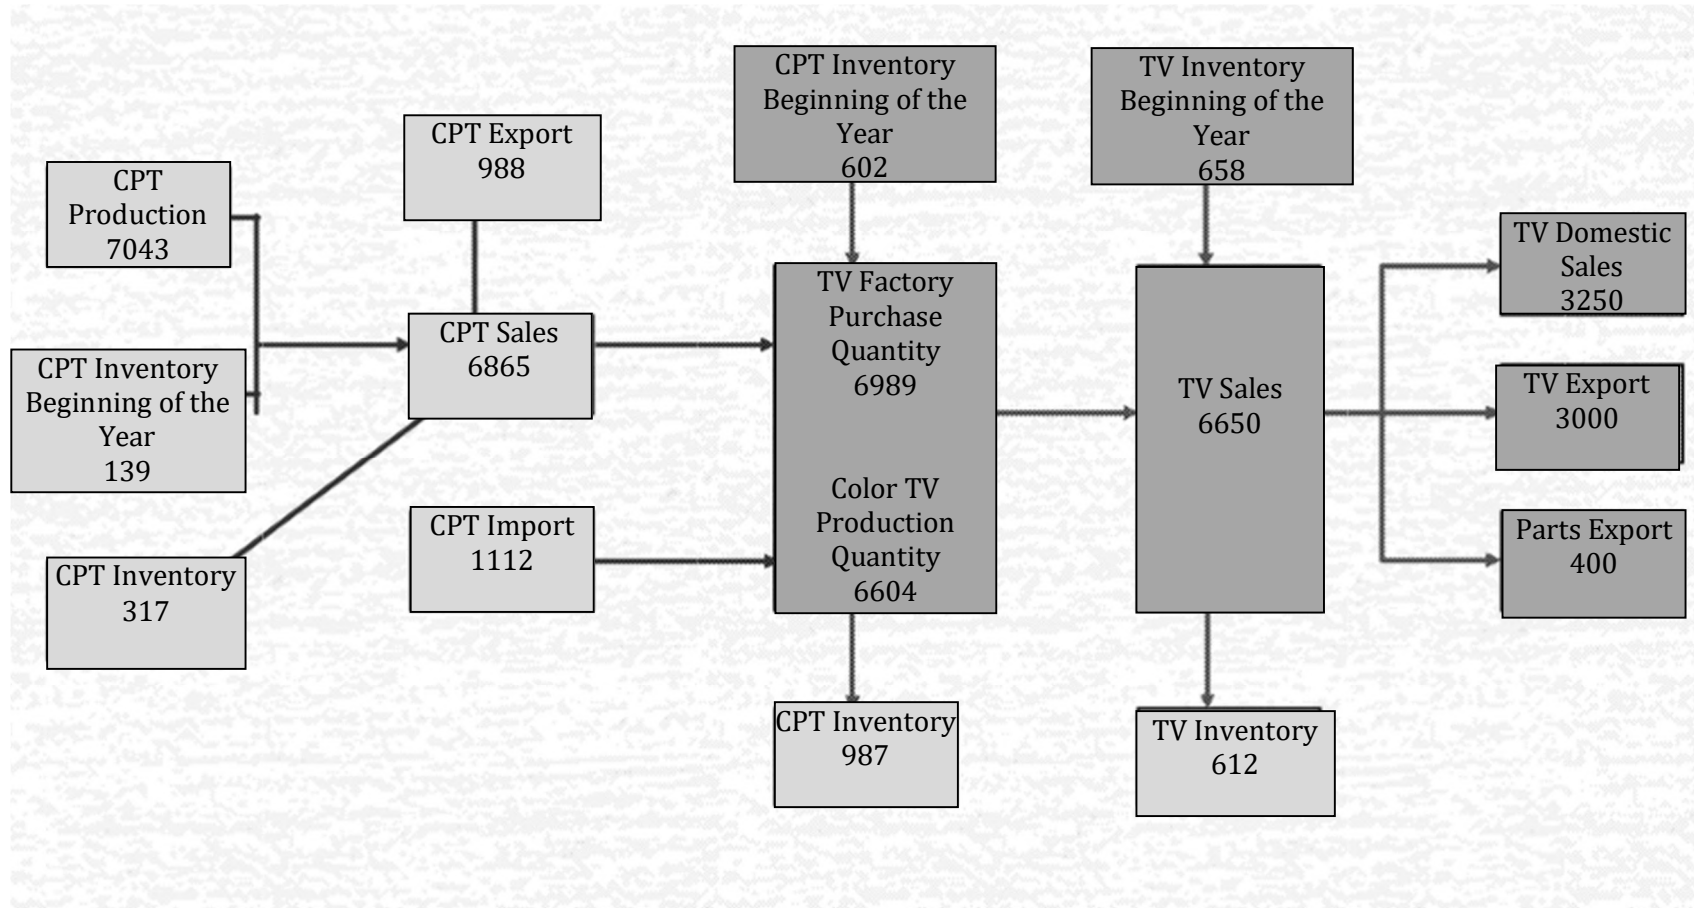 CPT
Production
7043
CPT Inventory
Beginning of the
Year
139
CPT Inventory
317
CPT Export
988
CPT Sales
6865
CPT Import
1112
CPT Inventory
Beginning of the
Year
602
TV Factory
Purchase
Quantity
6989
Color TV
Production
Quantity
6604
CPT Inventory
987
TV Inventory
Beginning of the
Year
658
TV Sales
6650
TV Inventory
612
TV Domestic
Sales
3250
TV Export
3000
Parts Export
400